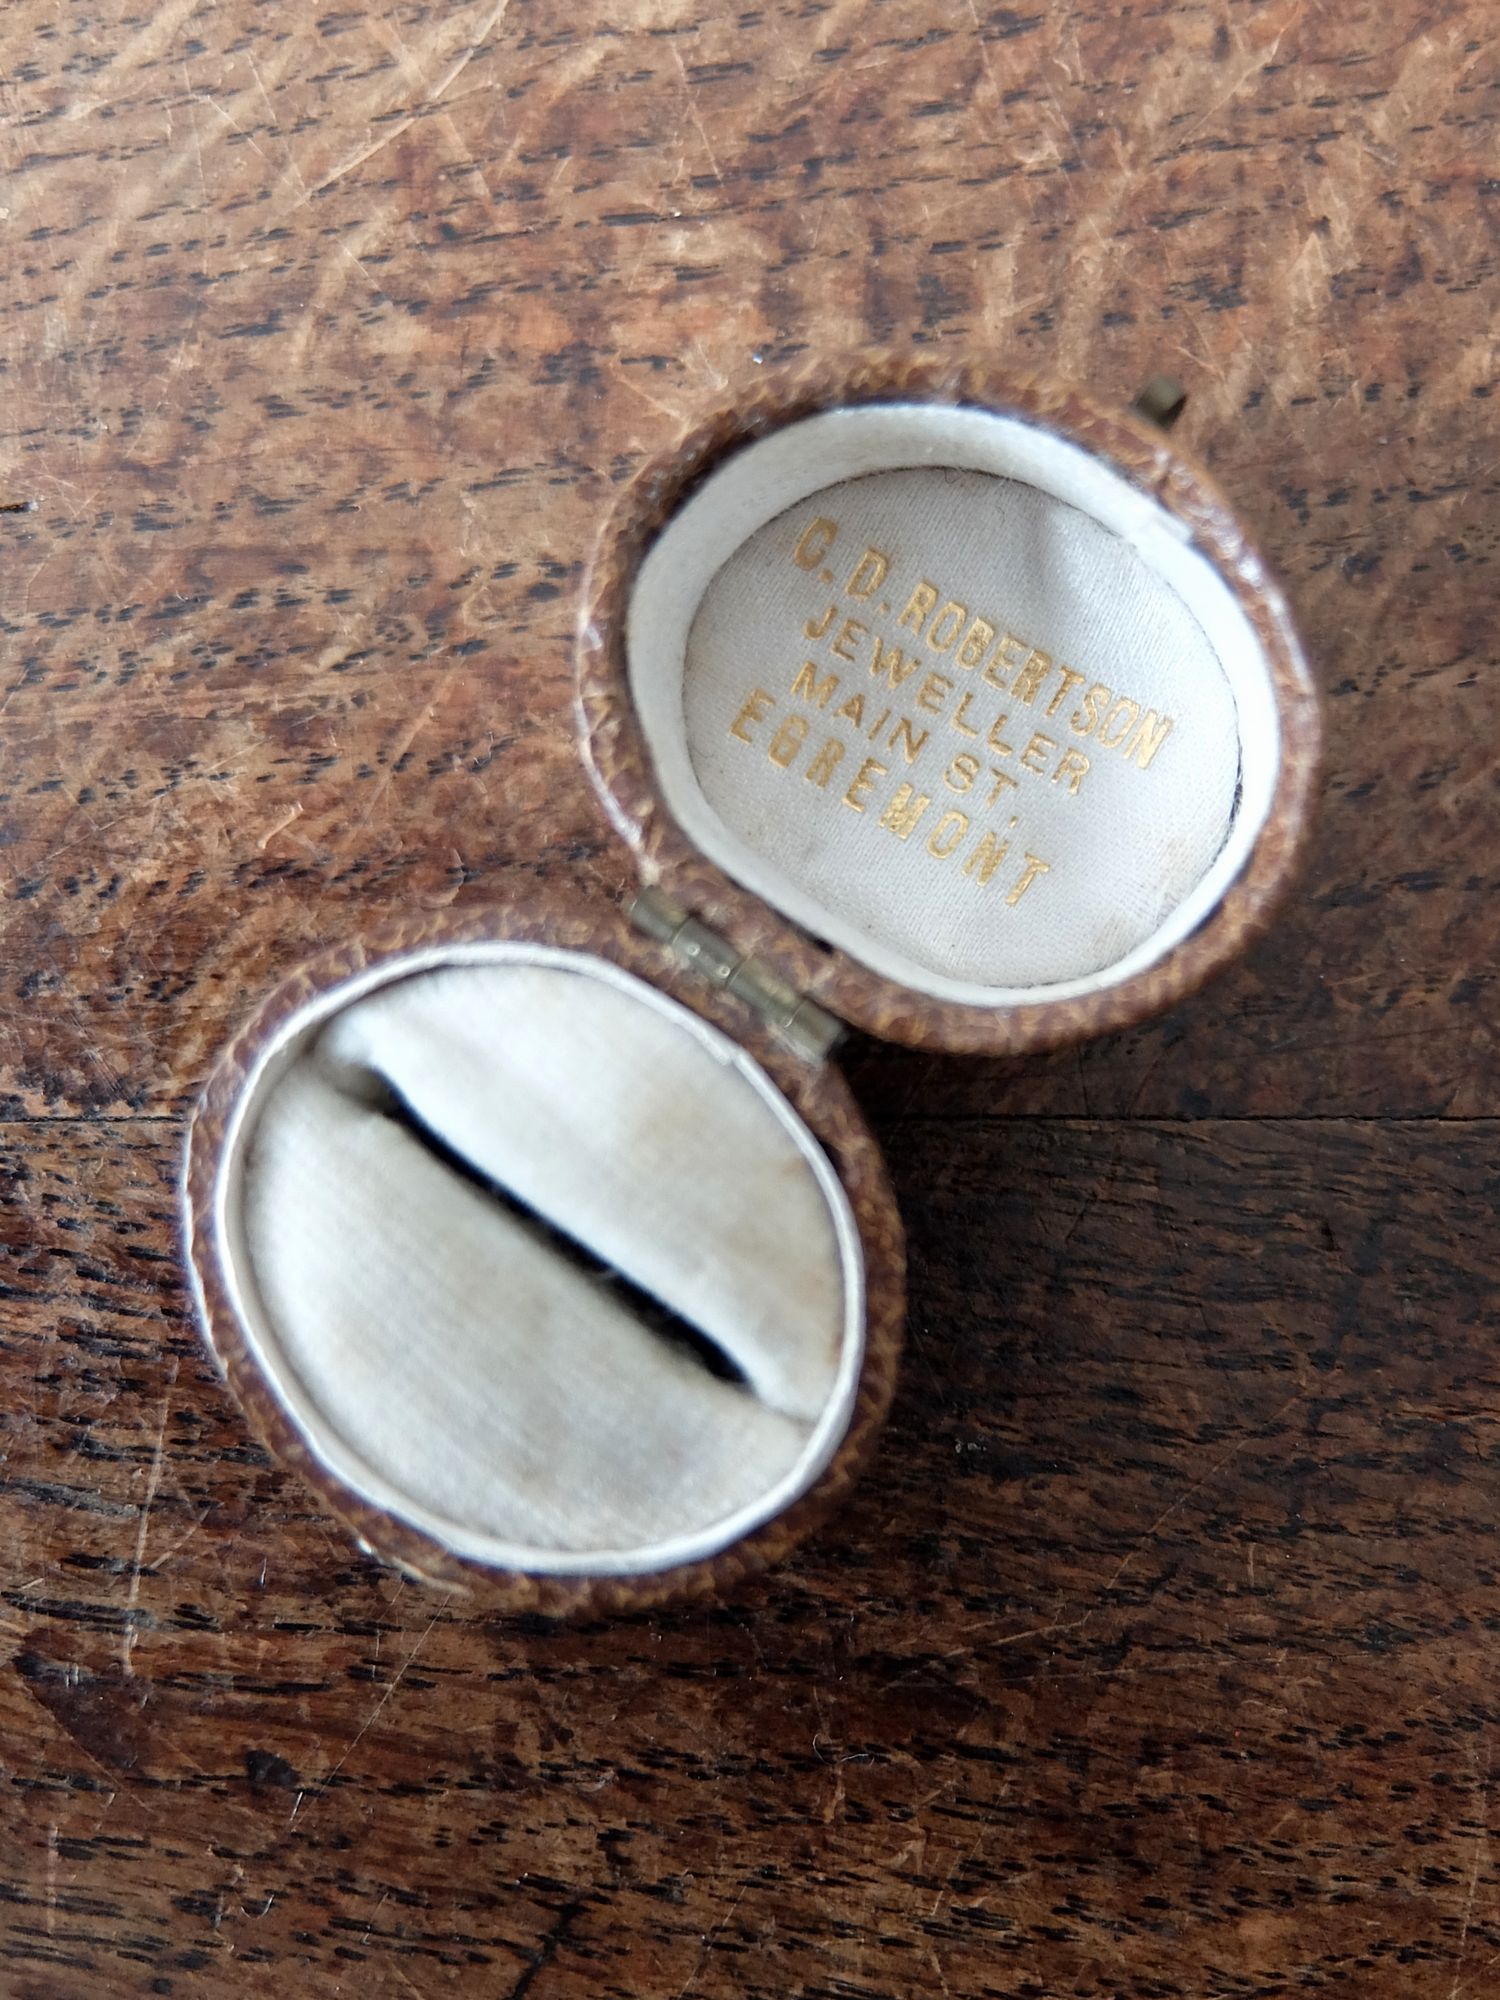 C. D. ROBERTSON
JEWELLER
MAIN ST,
EGREMONT